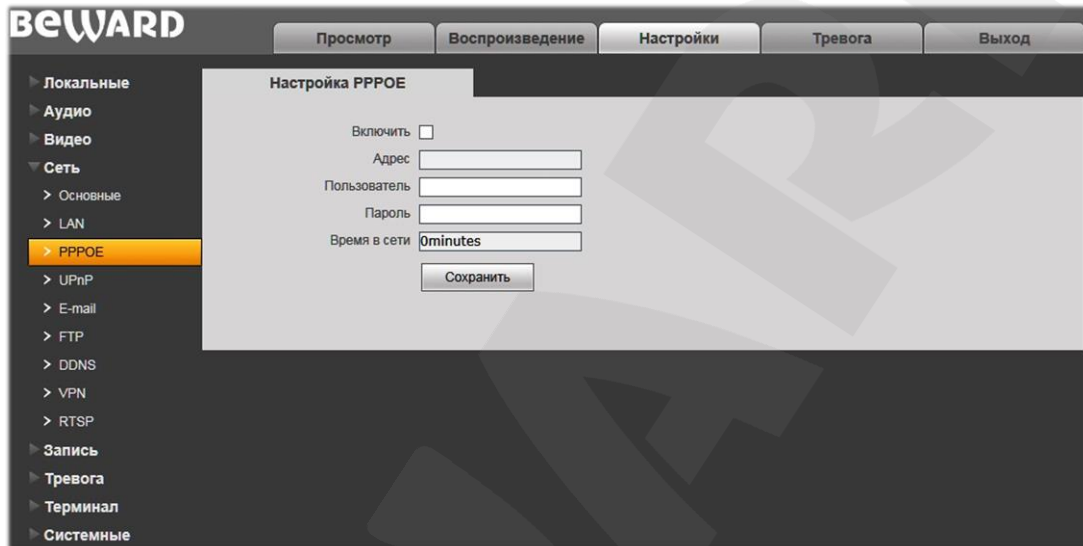 BEWARD
Просмотр Воспроизведение Настройки Тревога Выход
Локальные
Аудио
Видео
Сеть
> Основные
> LAN
> PPPOE
> UPnP
> E-mail
> FTP
> DDNS
> VPN
> RTSP
Запись
Тревога
Терминал
Системные
Настройка PPPOE
Включить
Адрес
Пользователь
Пароль
Время в сети 0minutes
Сохранить